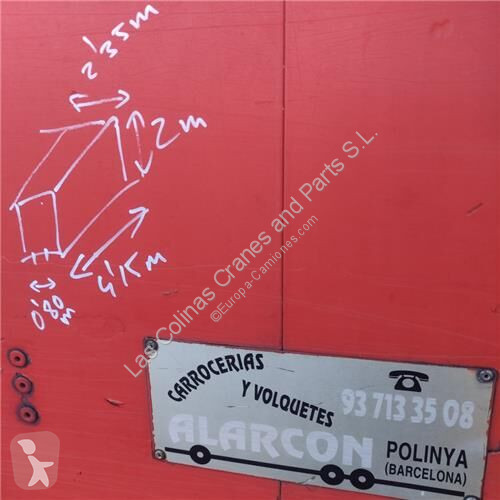 2'35m
2m
4'15m
0'80m
Las Colinas Cranes and Parts S.L.
©Europa-Camiones.com
CARROCERIAS
Y VOLQUETES
93 713 35 08
ALARCON
POLINYA
(BARCELONA)